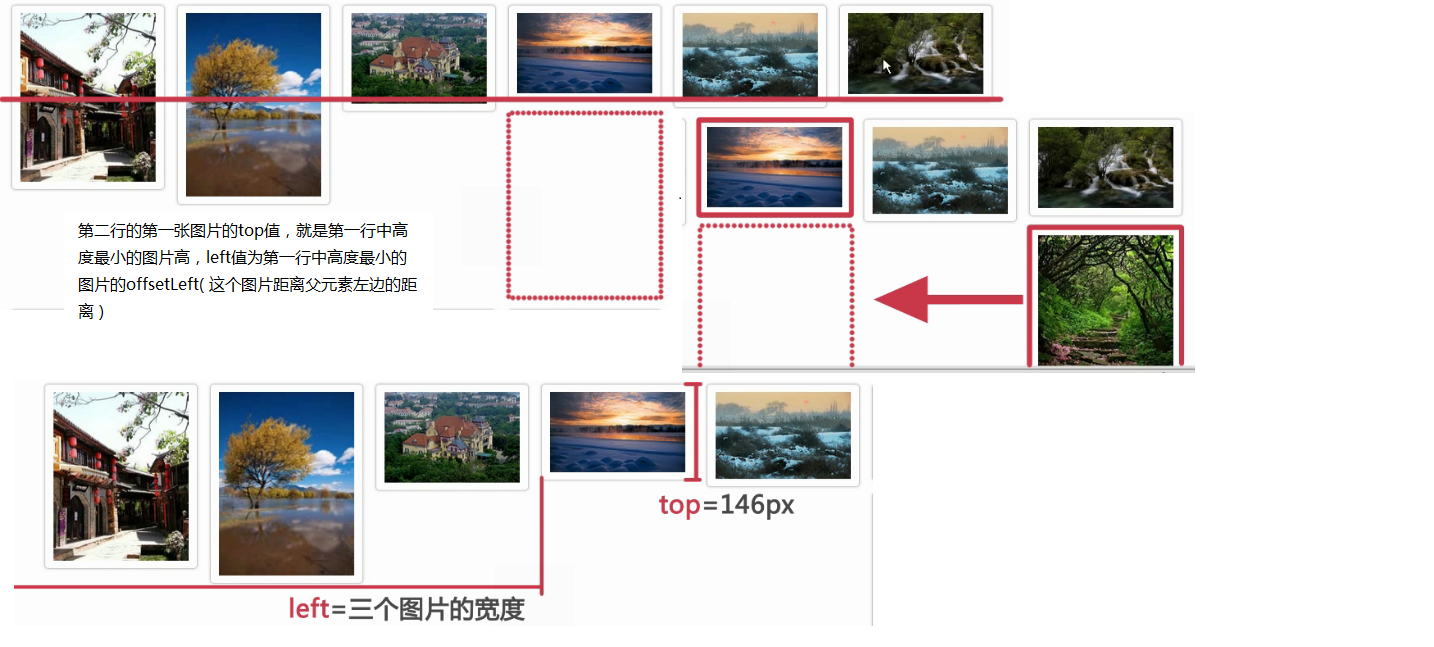 第二行的第一张图片的top值，就是第一行中高
度最小的图片高，left值为第一行中高度最小的
图片的offsetLeft( 这个图片距离父元素左边的距
离 )
top=146px
left=三个图片的宽度